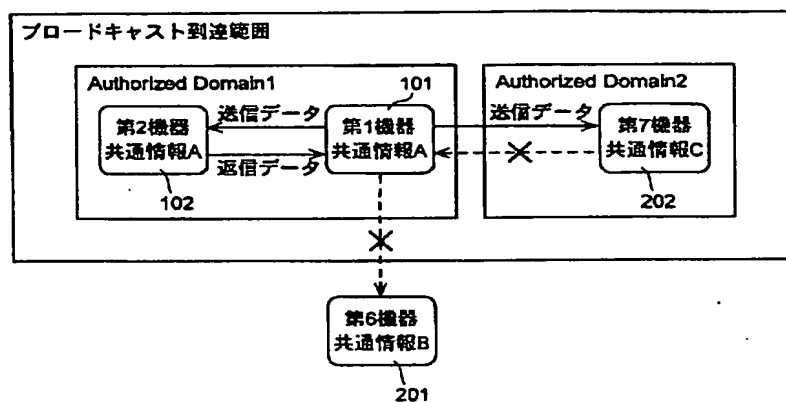 ブロードキャスト到達範囲
Authorized Domain1
101
Authorized Domain2
第2機器
共通情報A
送信データ
返信データ
第1機器
共通情報A
送信データ
第7機器
共通情報C
102
202
第6機器
共通情報B
201